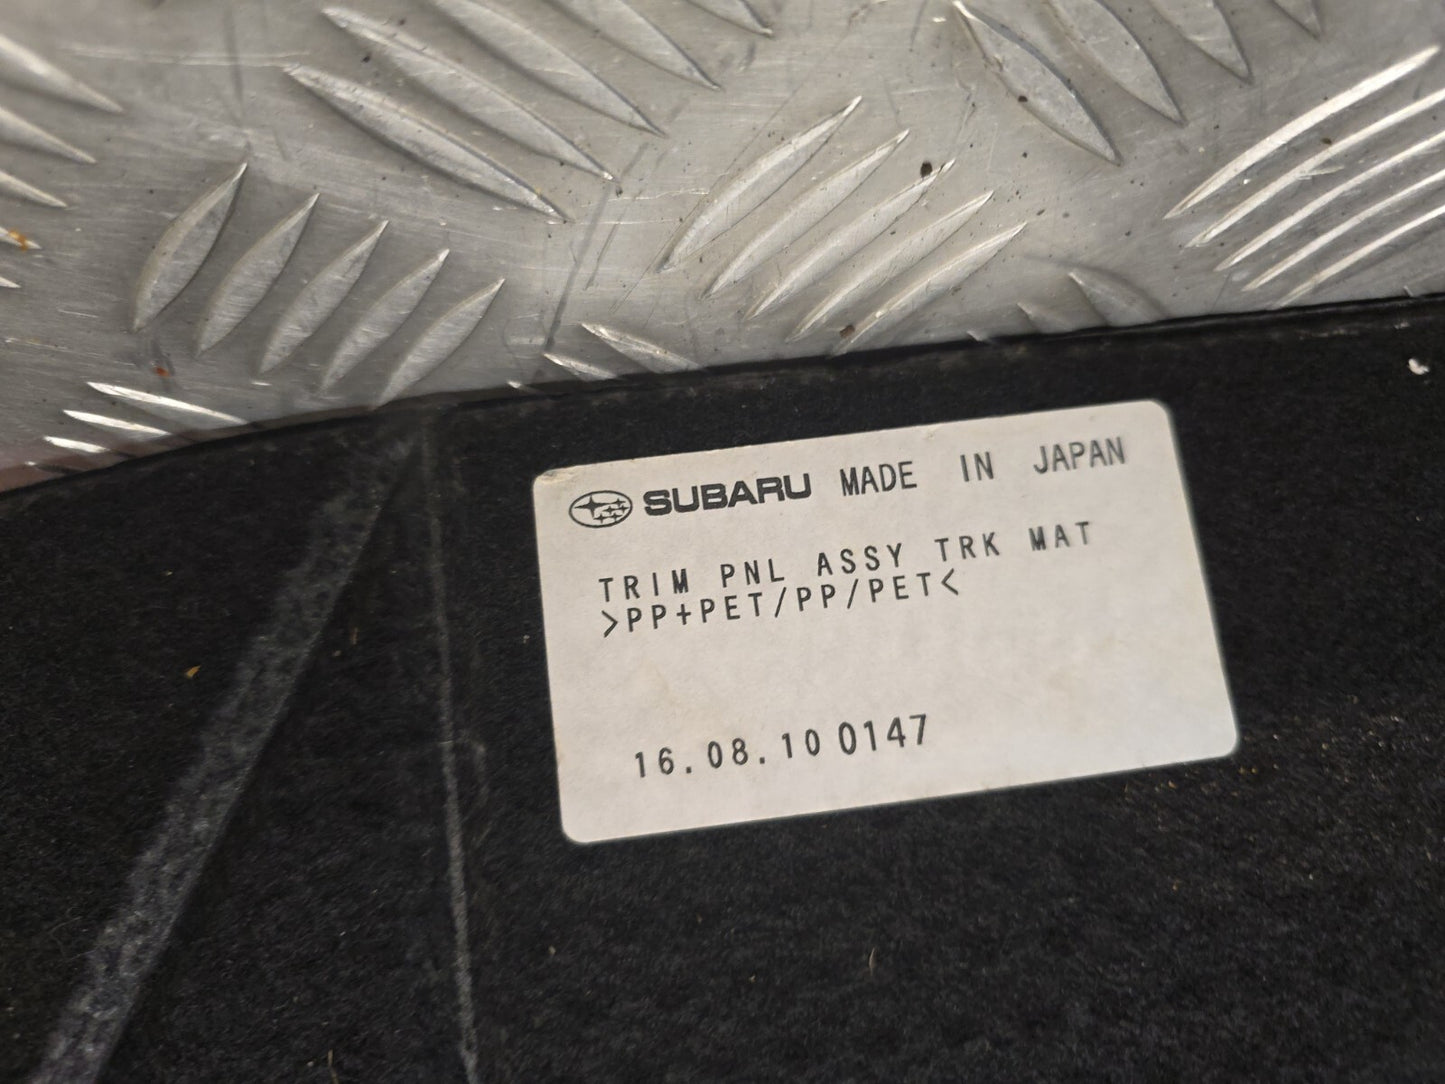 SUBARU MADE IN JAPAN
TRIM PNL ASSY TRK MAT
>PP+PET/PP/PET<
16.08.10 0147